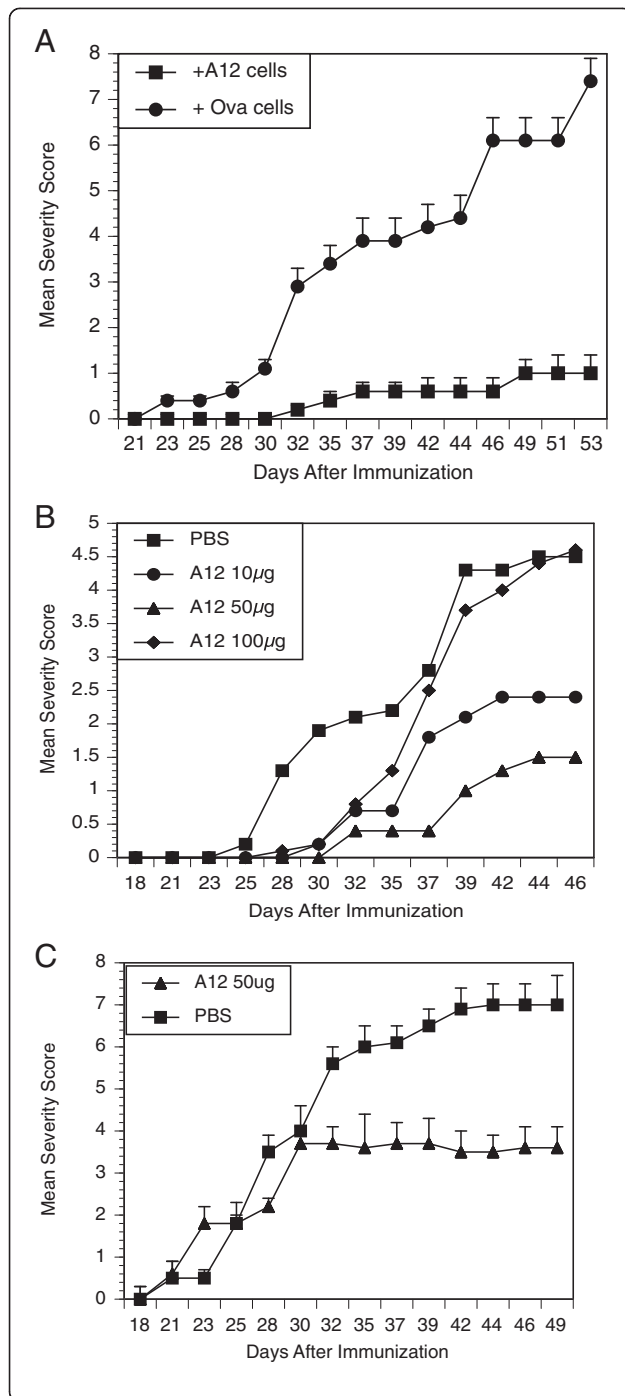 A
+A12 cells
+ Ova cells
Mean Severity Score
8
7
6
5
4
3
2
1
0
21 23 25 28 30 32 35 37 39 42 44 46 49 51 53
Days After Immunization
B
PBS
A12 10µg
A12 50µg
A12 100µg
Mean Severity Score
5
4.5
4
3.5
3
2.5
2
1.5
1
0.5
0
18 21 23 25 28 30 32 35 37 39 42 44 46
Days After Immunization
C
A12 50ug
PBS
Mean Severity Score
8
7
6
5
4
3
2
1
0
18 21 23 25 28 30 32 35 37 39 42 44 46 49
Days After Immunization